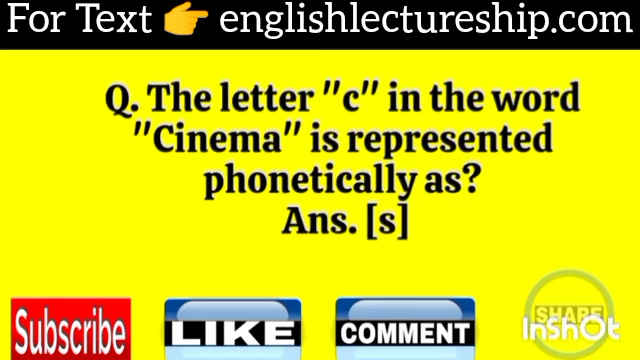 For Text 👉 englishlectureship.com
Q. The letter "c" in the word
"Cinema" is represented
phonetically as?
Ans. [s]
Subscribe
LIKE
COMMENT
SHARE
InShOt